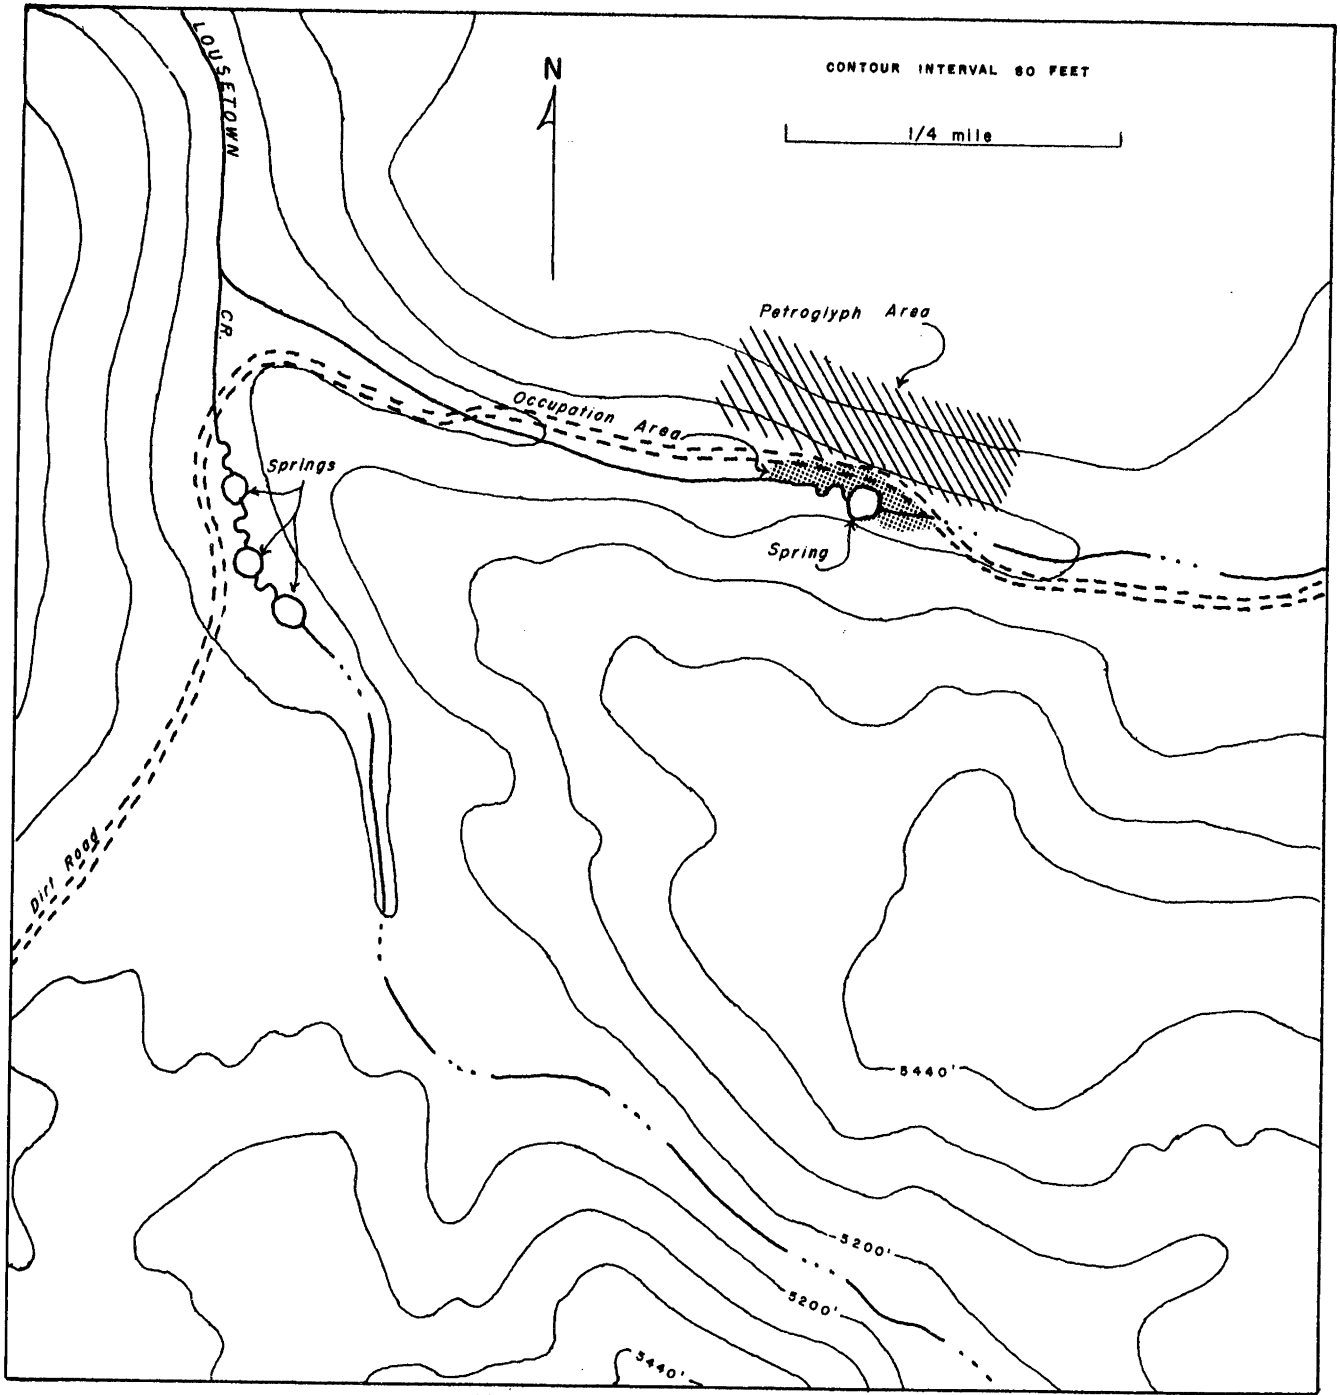 LOUSETOWN
CR.
N
CONTOUR INTERVAL 80 FEET
1/4 mile
Petroglyph Area
Occupation Area
Springs
Spring
Dirt Road
5440'
5200'
5200'
5440'